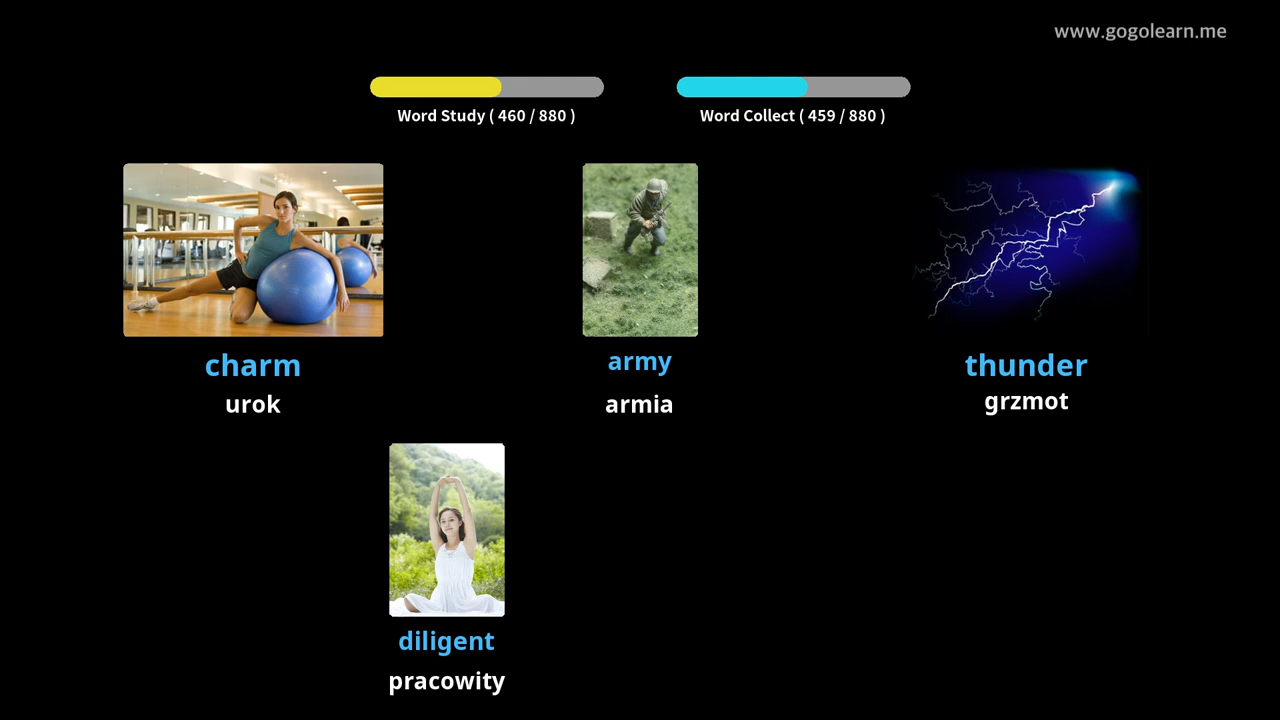 www.gogolearn.me
Word Study ( 460 / 880 )
Word Collect ( 459 / 880 )
charm
urok
army
armia
thunder
grzmot
diligent
pracowity